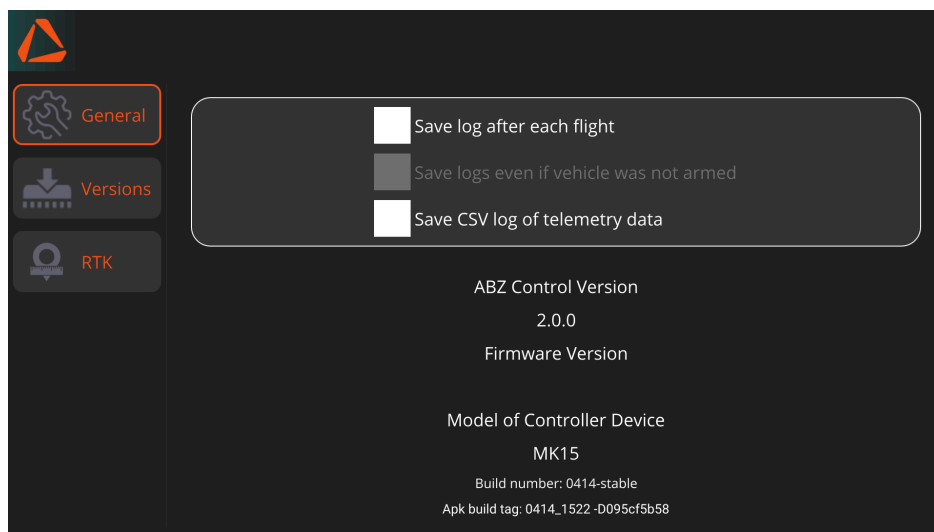 General
Versions
RTK
Save log after each flight
Save logs even if vehicle was not armed
Save CSV log of telemetry data
ABZ Control Version
2.0.0
Firmware Version
Model of Controller Device
MK15
Build number: 0414-stable
Apk build tag: 0414_1522 -D095cf5b58